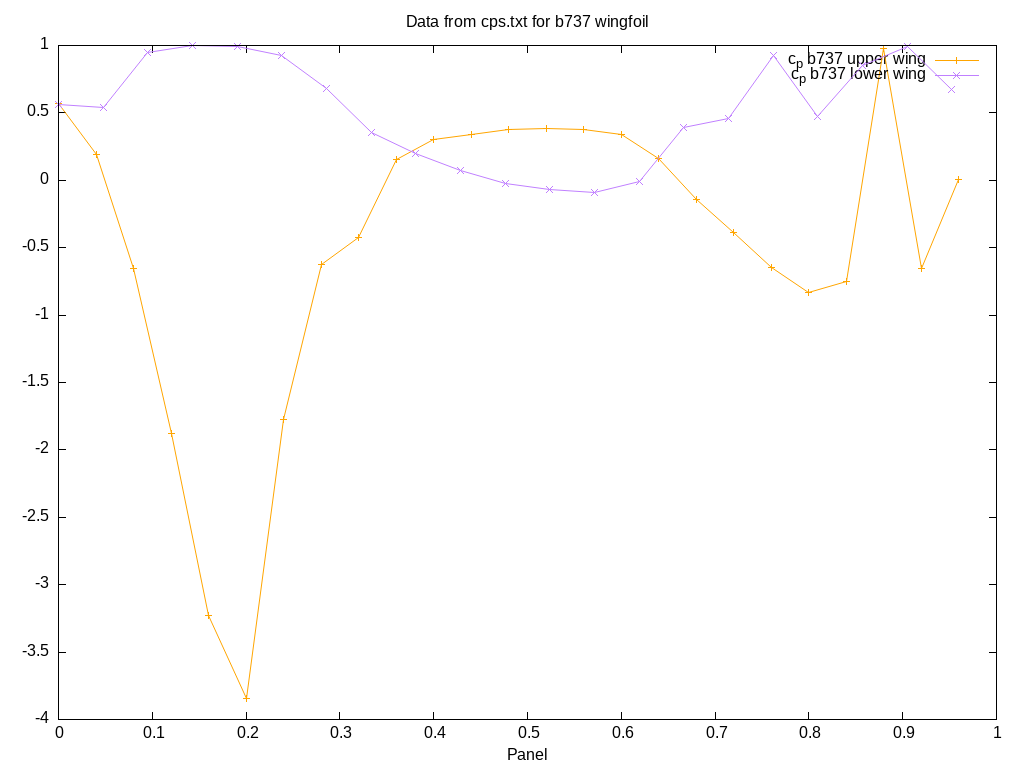 Data from cps.txt for b737 wingfoil
1
0.5
0
-0.5
-1
-1.5
-2
-2.5
-3
-3.5
-4
cp b737 upper wing
cp b737 lower wing
0 0.1 0.2 0.3 0.4 0.5 0.6 0.7 0.8 0.9 1
Panel